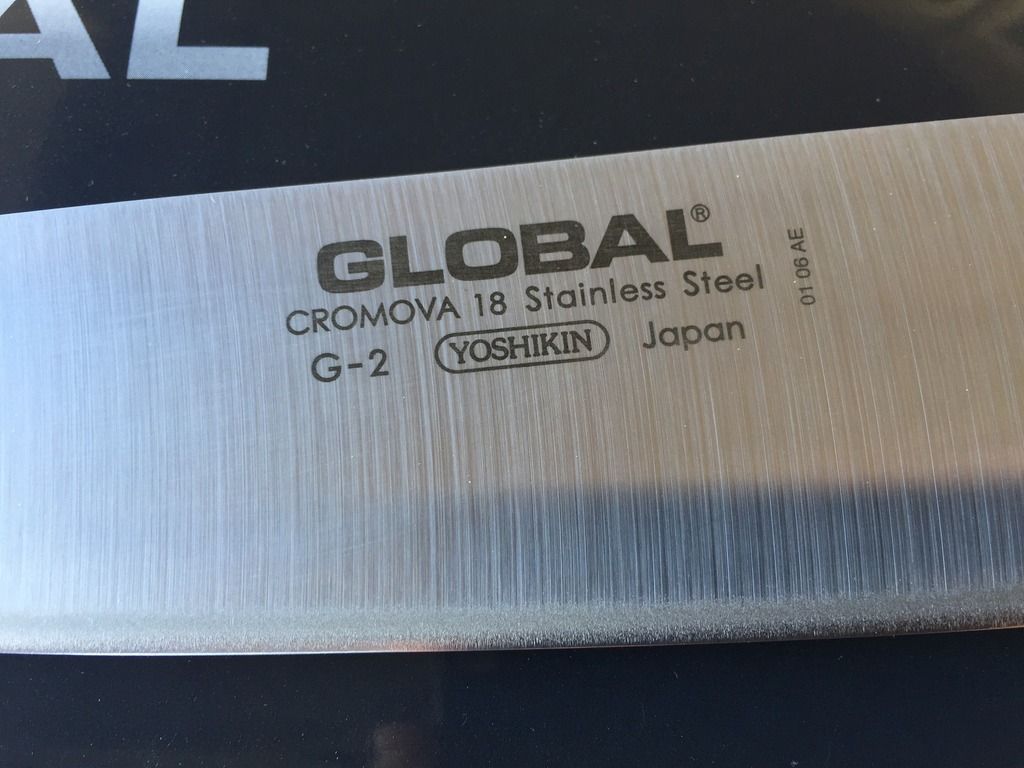 AL
GLOBAL®
CROMOVA 18 Stainless Steel
G-2 YOSHIKIN Japan
01 06 AE